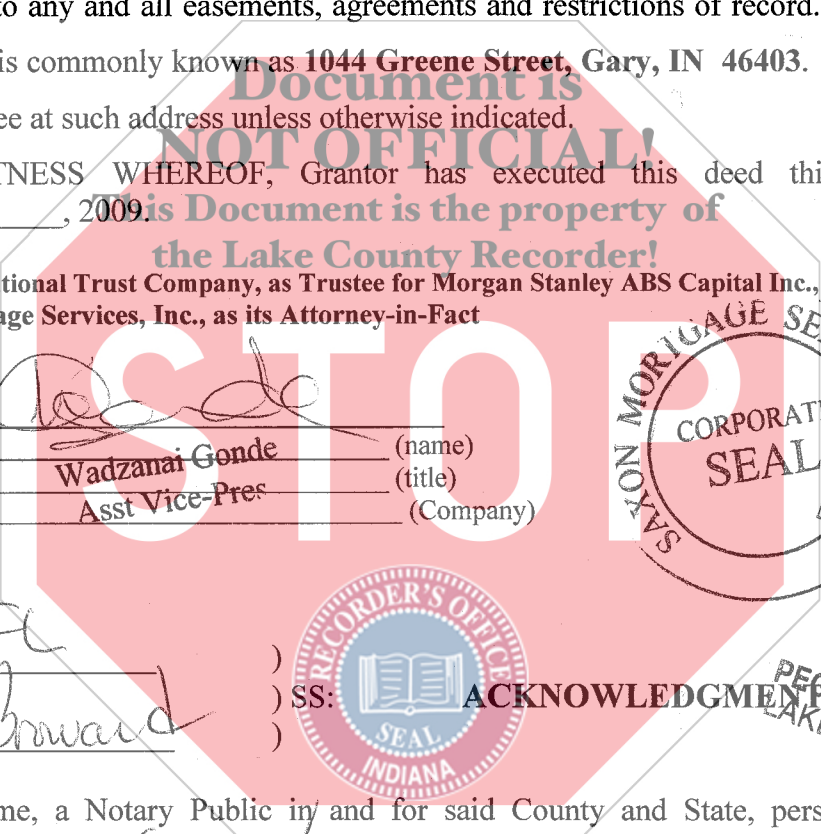 to any and all easements, agreements and restrictions of record.
is commonly known as 1044 Greene Street, Gary, IN 46403.
Document is
ee at such address unless otherwise indicated.
NOT OFFICIAL!
TNESS WHEREOF, Grantor has executed this deed thi
, 2009.
This Document is the property of
the Lake County Recorder!
tional Trust Company, as Trustee for Morgan Stanley ABS Capital Inc.,
age Services, Inc., as its Attorney-in-Fact
STOP
SAXON MORTGAGE SE
CORPORAT
SEAL
(name)
Wadzanai Gonde
(title)
Asst Vice-Pres
(Company)
RECORDER'S OFFICE
SEAL
INDIANA
)
) SS: ACKNOWLEDGMENT
Broward
)
LAK
me, a Notary Public in and for said County and State, pers